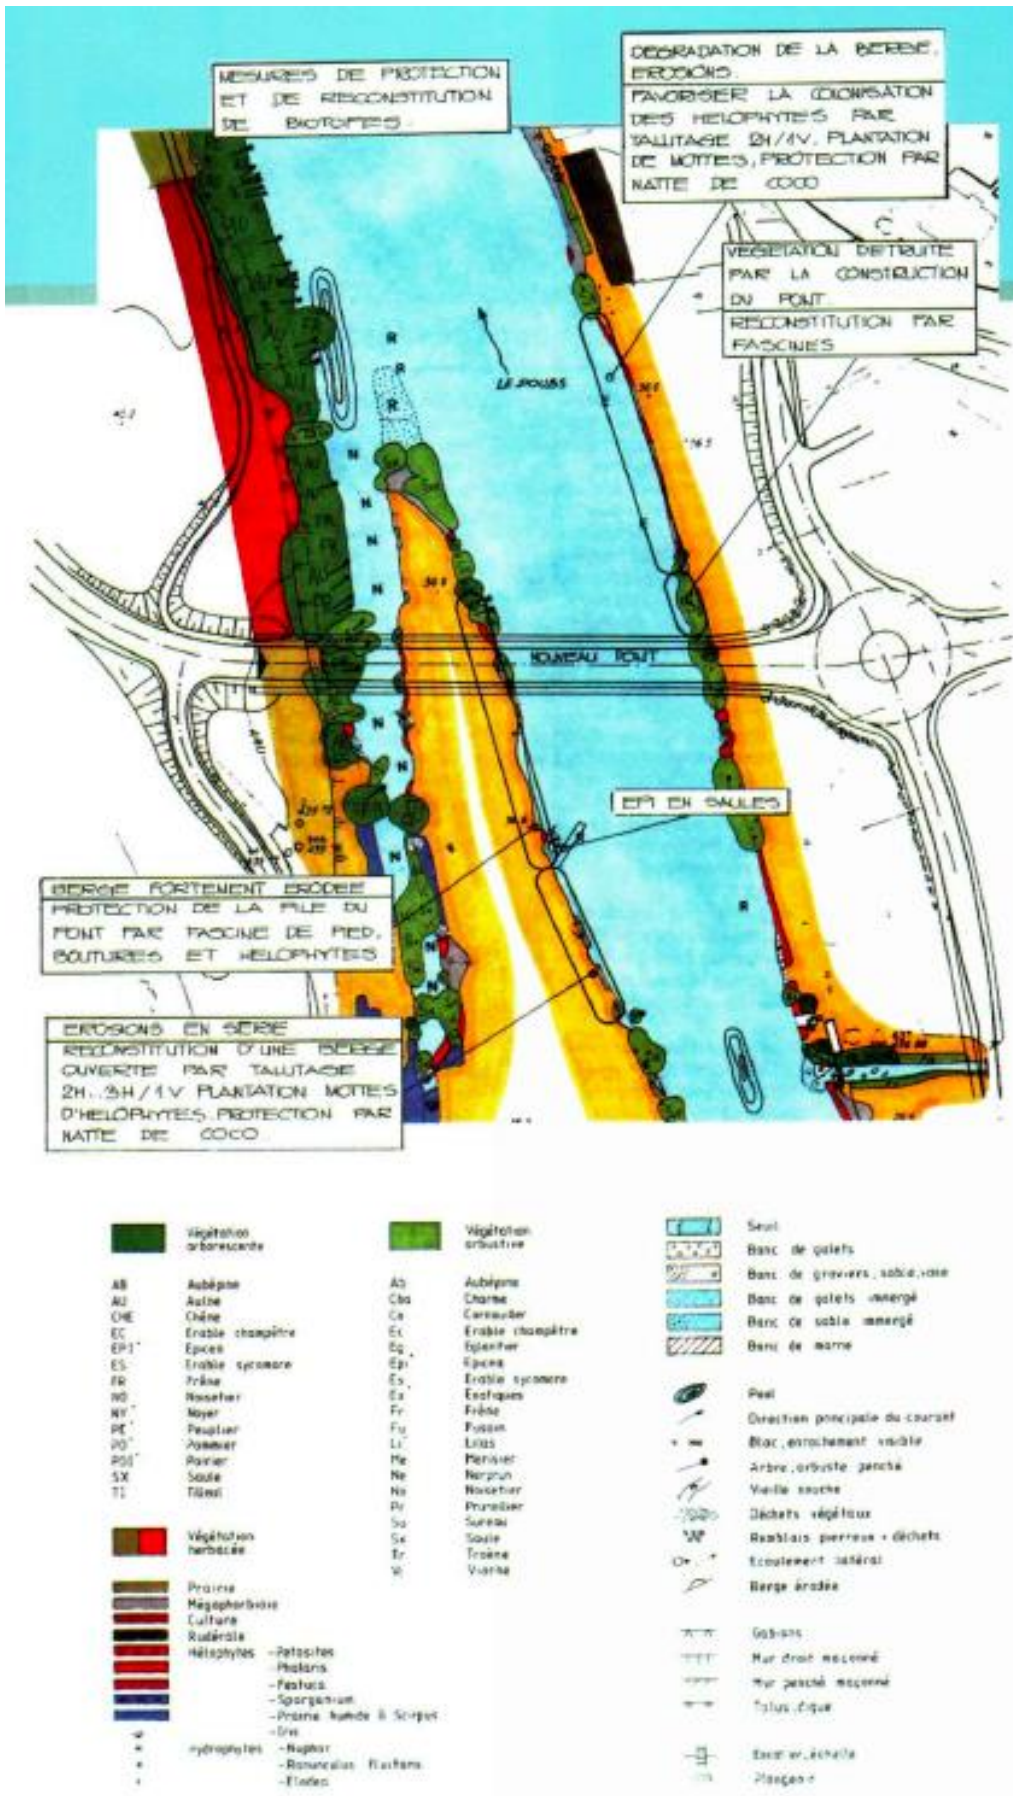 MESURES DE PROTECTION
ET DE RECONSTITUTION
DE BIOTOPES.
DEGRADATION DE LA BERGE,
EROSIONS.
FAVORISER LA COLONISATION
DES HELOPHYTES PAR
TALUTAGE 2H/1V, PLANTATION
DE MOTTES, PROTECTION PAR
NATTE DE COCO
VEGETATION DETRUITE
PAR LA CONSTRUCTION
DU PONT.
RECONSTITUTION PAR
FASCINES
LE DOUBS
R
R
R
N
N
N
N
NOUVEAU PONT
N
N
EPI EN SAULES
N
R
BERGE FORTEMENT ERODEE
PROTECTION DE LA PILE DU
PONT PAR FASCINE DE PIED,
BOUTURES ET HELOPHYTES
N
N
EROSIONS EN SERIE
RECONSTITUTION D'UNE BERGE
OUVERTE PAR TALUTAGE
2H..3H/1V PLANTATION MOTTES
D'HELOPHYTES. PROTECTION PAR
NATTE DE COCO
Végétation
arborescente
AB Aubépine
AU Aulne
CHE Chêne
EC Erable champêtre
EPI* Epicea
ES Erable sycomore
FR Frêne
NO Noisetier
NY* Noyer
PE* Peuplier
PO* Pommier
POI* Poirier
SX Saule
TI Tilleul
Végétation
herbacée
Prairie
Mégaphorbiaie
Culture
Rudérale
Hélophytes - Petasites
- Phalaris
- Festuca
- Sparganium
- Prairie humide à Scirpus
- Iris
Hydrophytes - Nuphar
- Ranunculus fluitans
- Elodea
Végétation
arbustive
Ab Aubépine
Cha Charme
Co Cornouiller
Ec Erable champêtre
Eg Eglantier
Epi* Epicea
Es Erable sycomore
Ex* Exotiques
Fr Frêne
Fu Fusain
Li* Lilas
Me Merisier
Ne Nerprun
No Noisetier
Pr Prunellier
Su Sureau
Sx Saule
Tr Troène
Vi Viorne
Seuil
Banc de galets
Banc de graviers, sable, vase
Banc de galets immergé
Banc de sable immergé
Banc de marne
Pool
Direction principale du courant
Bloc, enrochement visible
Arbre, arbuste penché
Vieille souche
Déchets végétaux
Remblais pierreux + déchets
Ecoulement latéral
Berge érodée
Gabions
Mur droit maçonné
Mur penché maçonné
Talus, digue
Escalier, échelle
Plongeoir